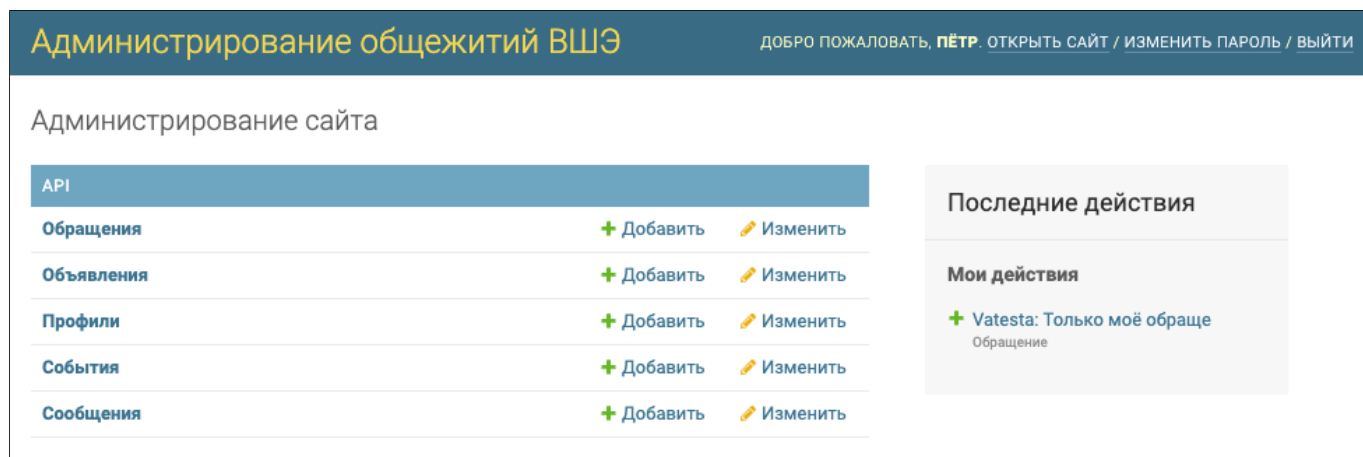 Администрирование общежитий ВШЭ
ДОБРО ПОЖАЛОВАТЬ, ПЁТР. ОТКРЫТЬ САЙТ / ИЗМЕНИТЬ ПАРОЛЬ / ВЫЙТИ
Администрирование сайта
API
Обращения Добавить Изменить
Объявления Добавить Изменить
Профили Добавить Изменить
События Добавить Изменить
Сообщения Добавить Изменить
Последние действия
Мои действия
Vatesta: Только моё обраще
Обращение